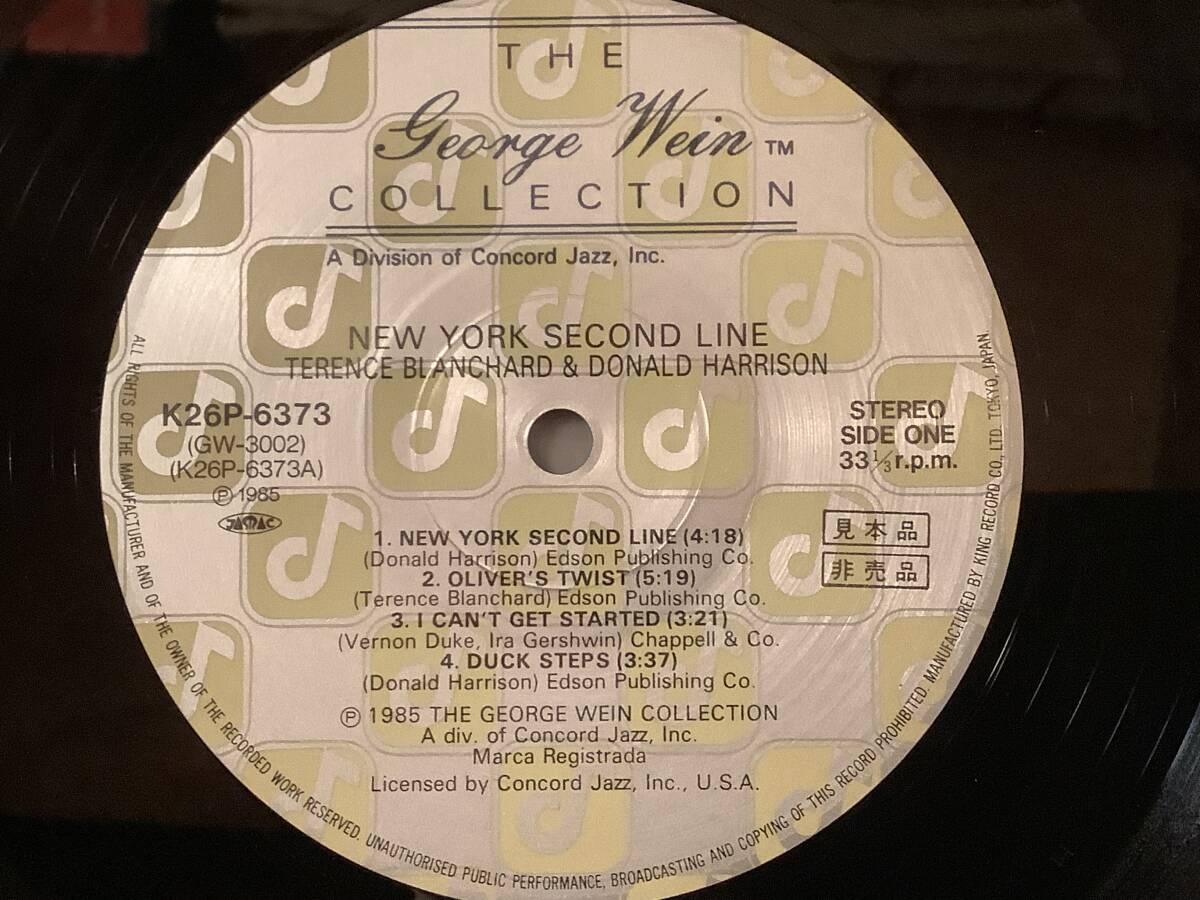 THE
George Wein TM
COLLECTION
A Division of Concord Jazz, Inc.
NEW YORK SECOND LINE
TERENCE BLANCHARD & DONALD HARRISON
K26P-6373
(GW-3002)
(K26P-6373A)
Ⓟ 1985
JASRAC
STEREO
SIDE ONE
33⅓ r.p.m.
見本品
非売品
1. NEW YORK SECOND LINE (4:18)
(Donald Harrison) Edson Publishing Co.
2. OLIVER'S TWIST (5:19)
(Terence Blanchard) Edson Publishing Co.
3. I CAN'T GET STARTED (3:21)
(Vernon Duke, Ira Gershwin) Chappell & Co.
4. DUCK STEPS (3:37)
(Donald Harrison) Edson Publishing Co.
Ⓟ 1985 THE GEORGE WEIN COLLECTION
A div. of Concord Jazz, Inc.
Marca Registrada
Licensed by Concord Jazz, Inc., U.S.A.
ALL RIGHTS OF THE MANUFACTURER AND OF THE OWNER OF THE RECORDED WORK RESERVED. UNAUTHORISED PUBLIC PERFORMANCE, BROADCASTING AND COPYING OF THIS RECORD PROHIBITED. MANUFACTURED BY KING RECORD CO., LTD. TOKYO, JAPAN.